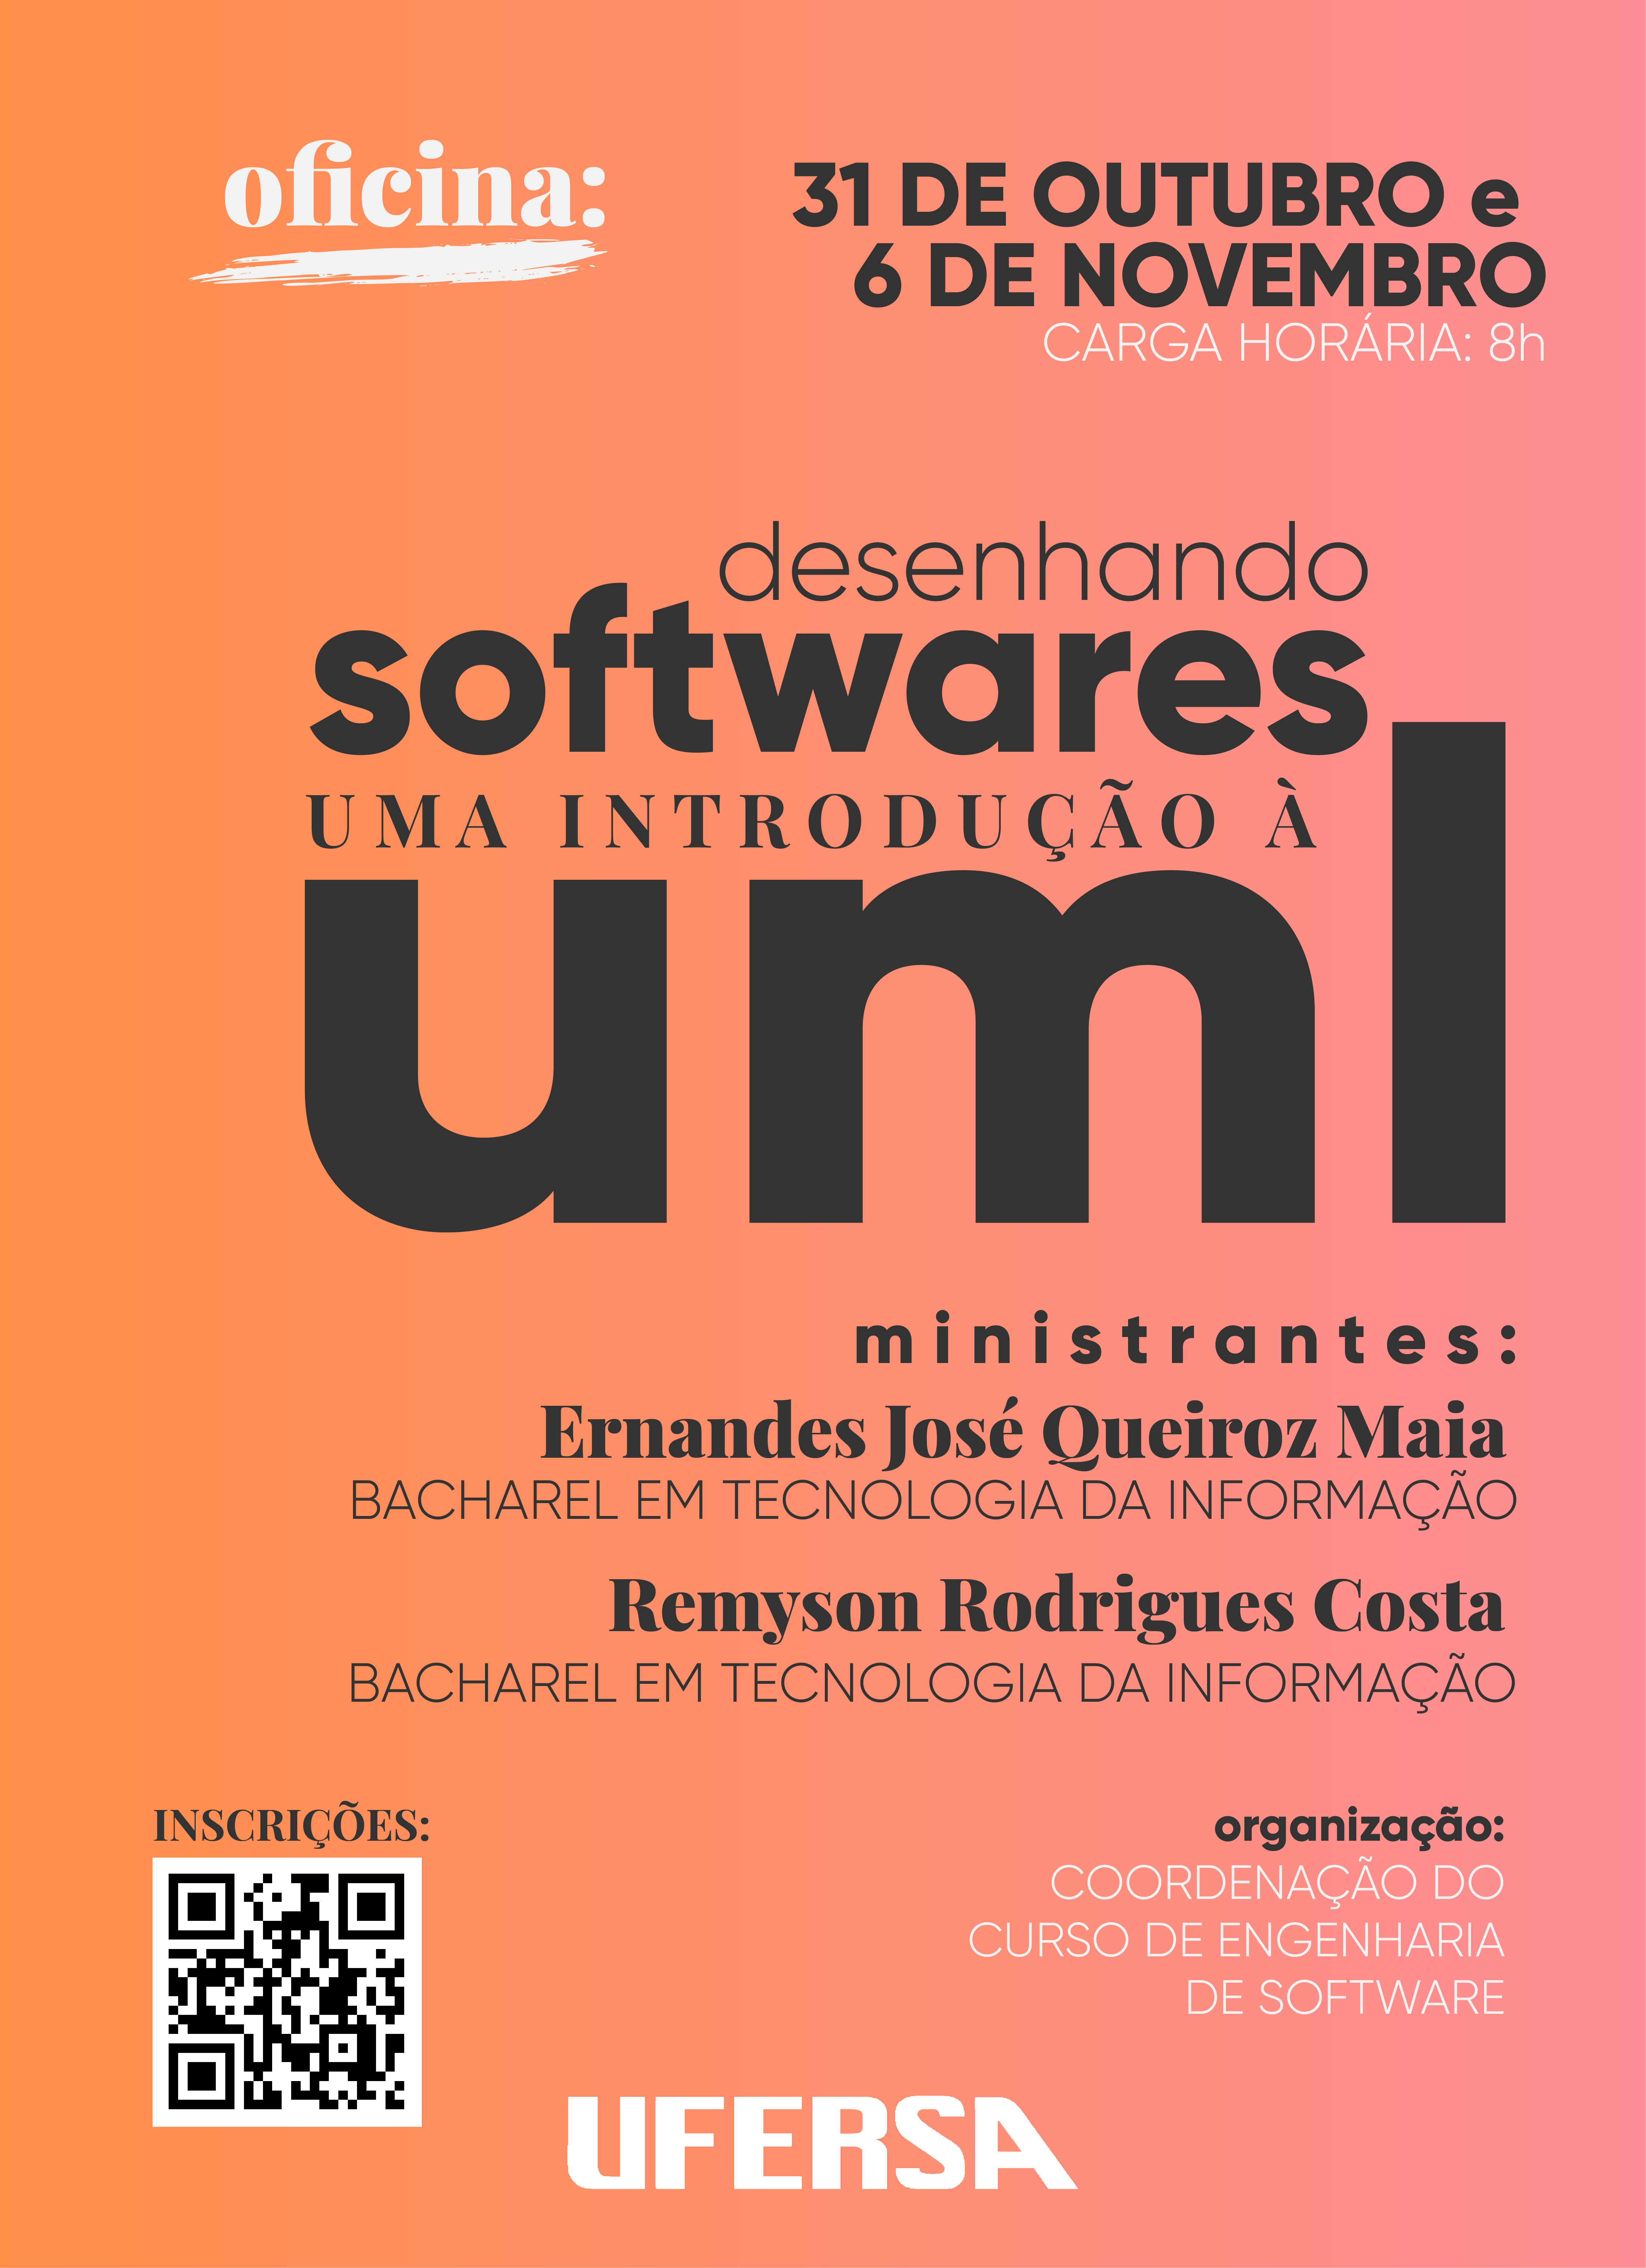 oficina:
31 DE OUTUBRO e
6 DE NOVEMBRO
CARGA HORÁRIA: 8h
desenhando
softwares
UMA INTRODUÇÃO À
uml
ministrantes:
Ernandes José Queiroz Maia
BACHAREL EM TECNOLOGIA DA INFORMAÇÃO
Remyson Rodrigues Costa
BACHAREL EM TECNOLOGIA DA INFORMAÇÃO
INSCRIÇÕES:
organização:
COORDENAÇÃO DO
CURSO DE ENGENHARIA
DE SOFTWARE
UFERSA